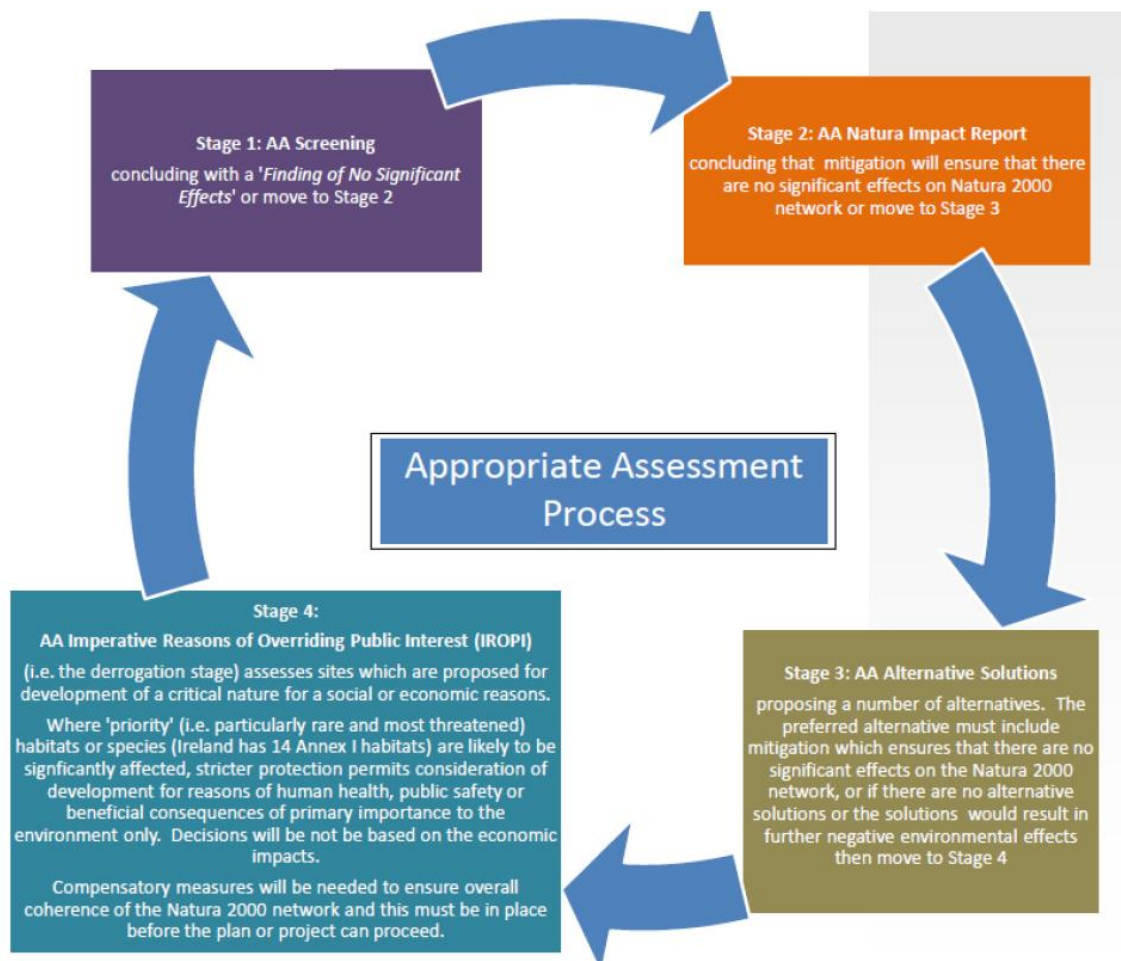 Stage 1: AA Screening
concluding with a 'Finding of No Significant
Effects' or move to Stage 2
Stage 2: AA Natura Impact Report
concluding that mitigation will ensure that there
are no significant effects on Natura 2000
network or move to Stage 3
Appropriate Assessment
Process
Stage 3: AA Alternative Solutions
proposing a number of alternatives. The
preferred alternative must include
mitigation which ensures that there are no
significant effects on the Natura 2000
network, or if there are no alternative
solutions or the solutions would result in
further negative environmental effects
then move to Stage 4
Stage 4:
AA Imperative Reasons of Overriding Public Interest (IROPI)
(i.e. the derrogation stage) assesses sites which are proposed for
development of a critical nature for a social or economic reasons.
Where 'priority' (i.e. particularly rare and most threatened)
habitats or species (Ireland has 14 Annex I habitats) are likely to be
signficantly affected, stricter protection permits consideration of
development for reasons of human health, public safety or
beneficial consequences of primary importance to the
environment only. Decisions will be not be based on the economic
impacts.
Compensatory measures will be needed to ensure overall
coherence of the Natura 2000 network and this must be in place
before the plan or project can proceed.